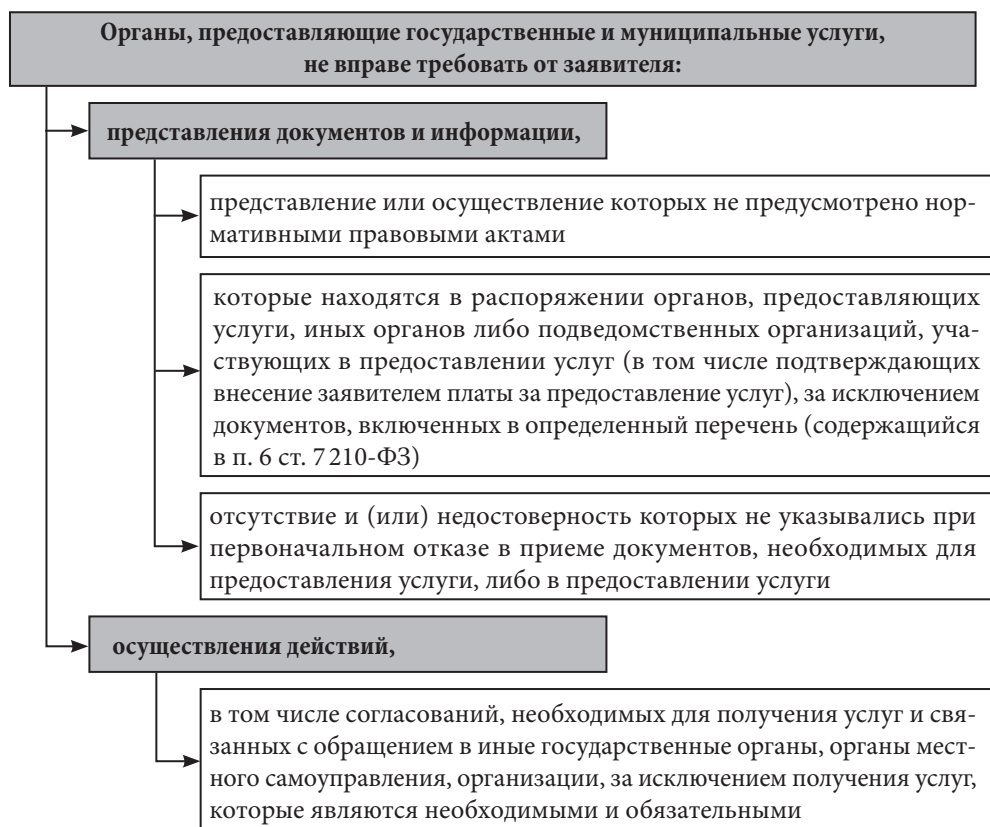 Органы, предоставляющие государственные и муниципальные услуги,
не вправе требовать от заявителя:
представления документов и информации,
представление или осуществление которых не предусмотрено нор-
мативными правовыми актами
которые находятся в распоряжении органов, предоставляющих
услуги, иных органов либо подведомственных организаций, уча-
ствующих в предоставлении услуг (в том числе подтверждающих
внесение заявителем платы за предоставление услуг), за исключением
документов, включенных в определенный перечень (содержащийся
в п. 6 ст. 7 210-ФЗ)
отсутствие и (или) недостоверность которых не указывались при
первоначальном отказе в приеме документов, необходимых для
предоставления услуги, либо в предоставлении услуги
осуществления действий,
в том числе согласований, необходимых для получения услуг и свя-
занных с обращением в иные государственные органы, органы мест-
ного самоуправления, организации, за исключением получения услуг,
которые являются необходимыми и обязательными